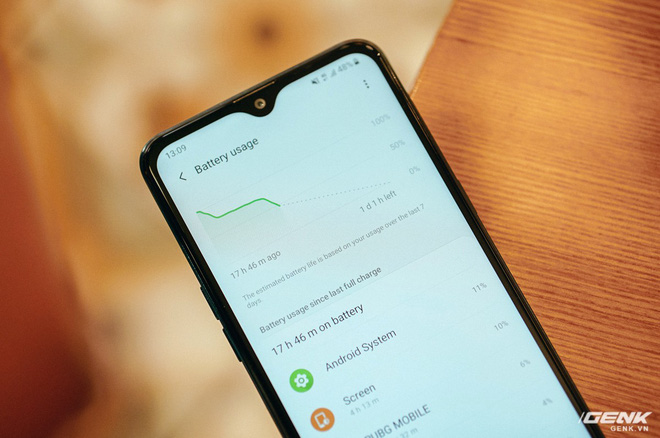 13:09
48%
Battery usage
100%
50%
0%
1 d 1 h left
17 h 46 m ago
The estimated battery life is based on your usage over the last 7
days.
Battery usage since last full charge
17 h 46 m on battery
Android System
11%
Screen
10%
4 h 13 m
PUBG MOBILE
6%
4%
GENK
GENK.VN